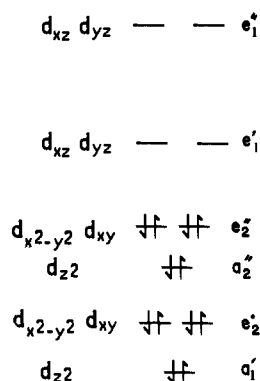 dxz dyz e1"
dxz dyz e1'
dx2-y2 dxy e2"
dz2 a2"
dx2-y2 dxy e2'
dz2 a1'